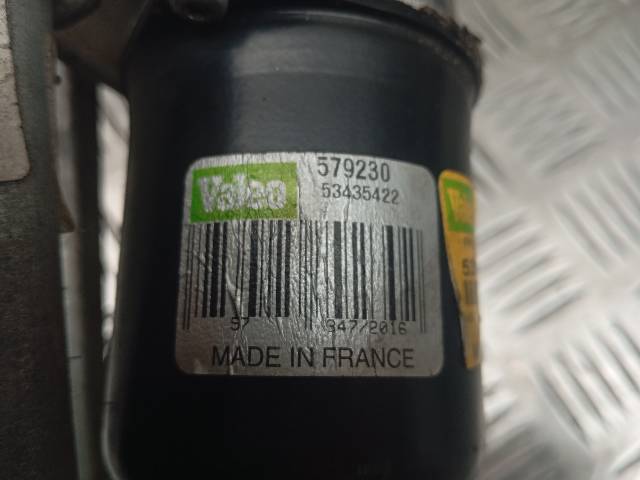 Valeo
579230
53435422
97 347/2016
MADE IN FRANCE